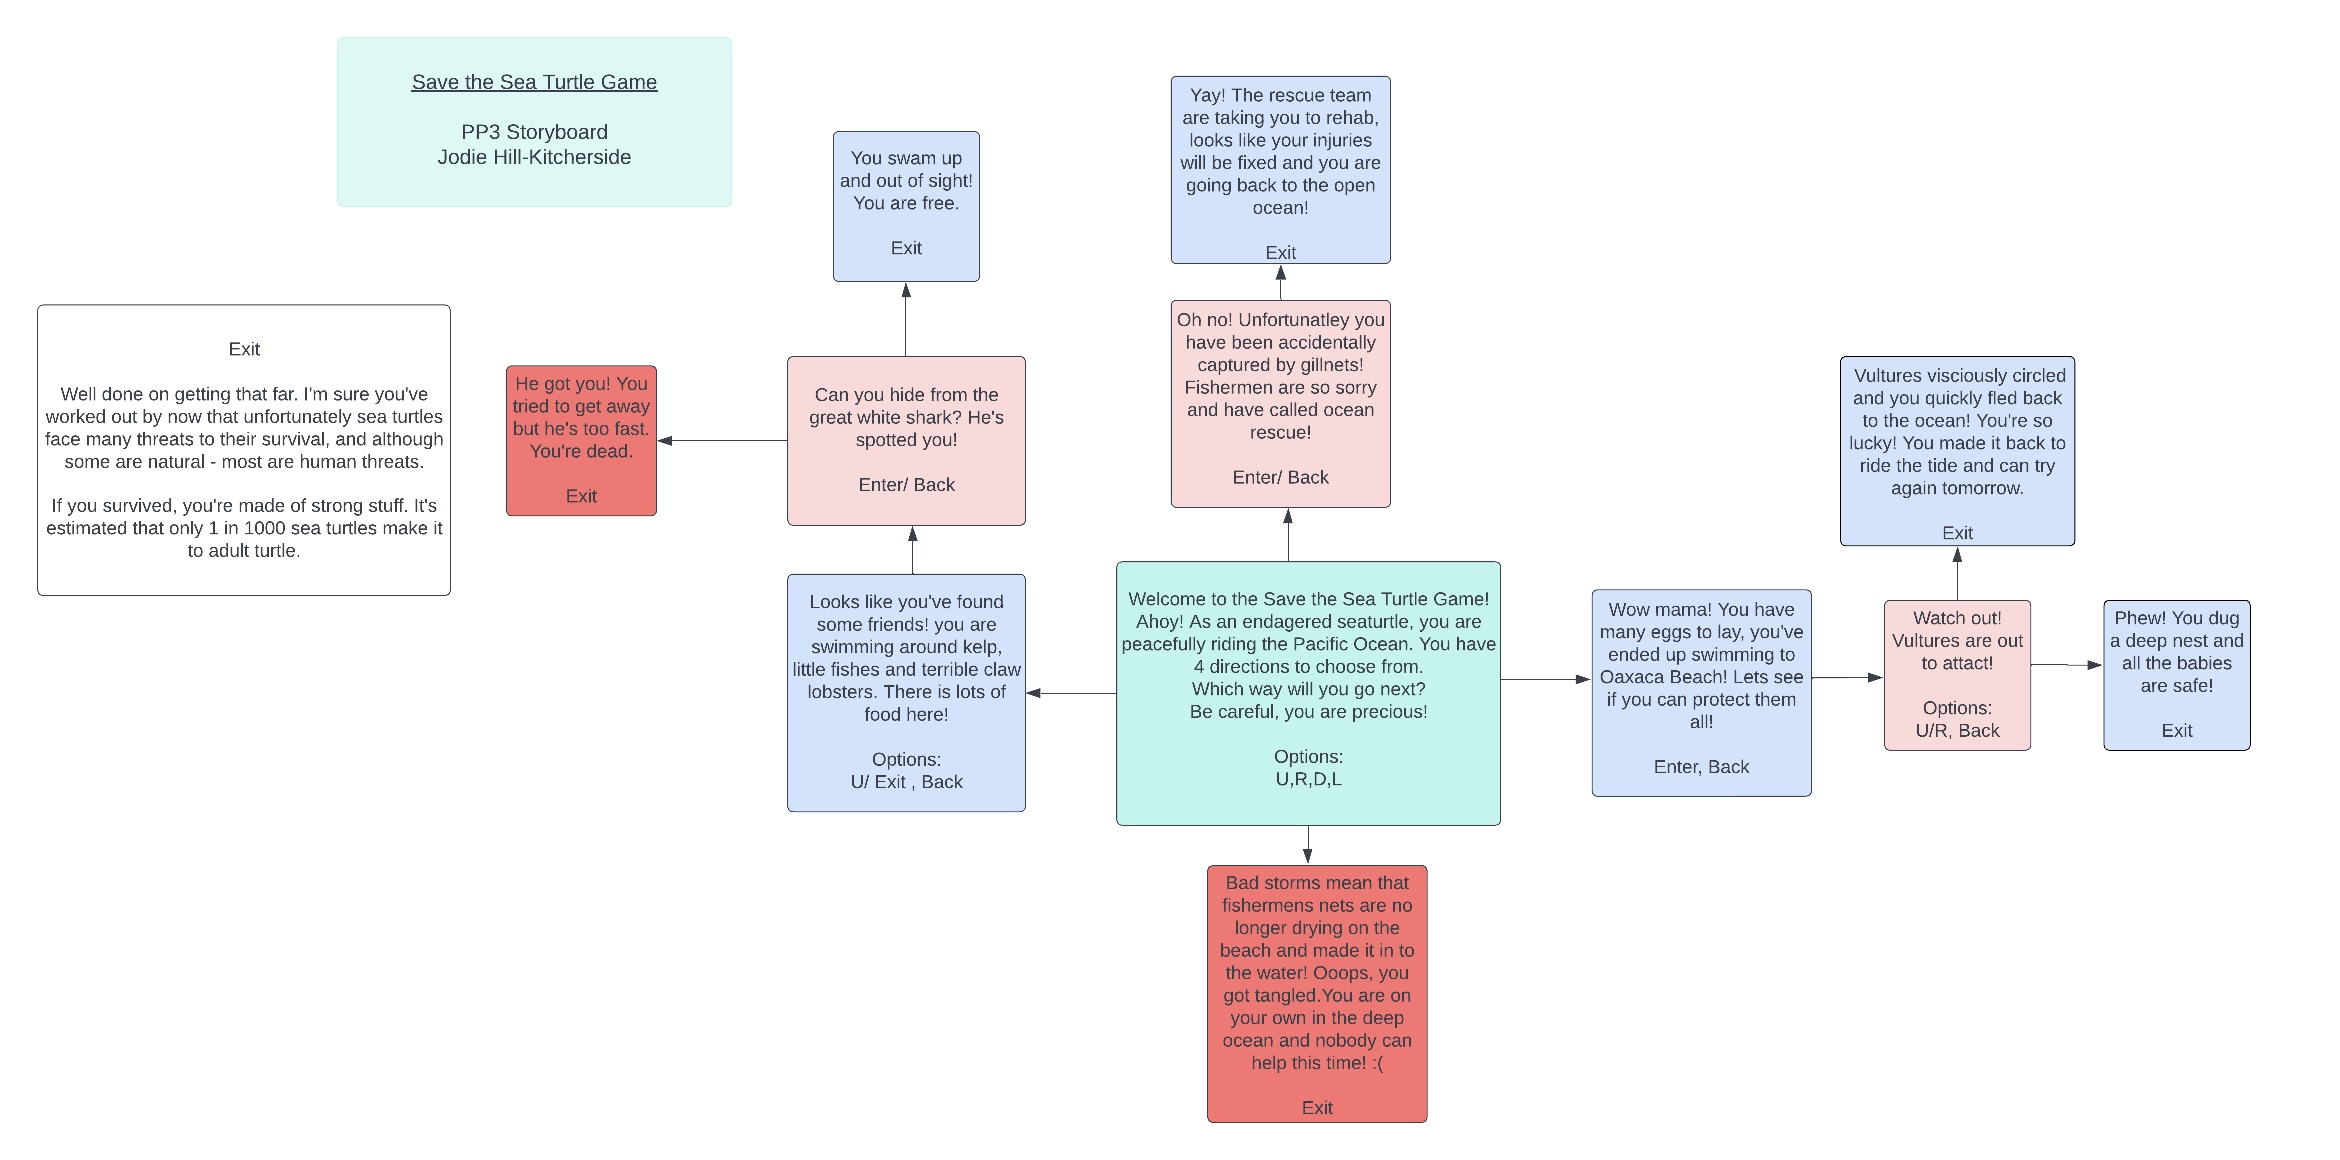 Save the Sea Turtle Game
PP3 Storyboard
Jodie Hill-Kitcherside
You swam up
and out of sight!
You are free.
Exit
Yay! The rescue team
are taking you to rehab,
looks like your injuries
will be fixed and you are
going back to the open
ocean!
Exit
Exit
Well done on getting that far. I'm sure you've
worked out by now that unfortunately sea turtles
face many threats to their survival, and although
some are natural - most are human threats.
If you survived, you're made of strong stuff. It's
estimated that only 1 in 1000 sea turtles make it
to adult turtle.
He got you! You
tried to get away
but he's too fast.
You're dead.
Exit
Can you hide from the
great white shark? He's
spotted you!
Enter/ Back
Oh no! Unfortunatley you
have been accidentally
captured by gillnets!
Fishermen are so sorry
and have called ocean
rescue!
Enter/ Back
Vultures visciously circled
and you quickly fled back
to the ocean! You're so
lucky! You made it back to
ride the tide and can try
again tomorrow.
Exit
Looks like you've found
some friends! you are
swimming around kelp,
little fishes and terrible claw
lobsters. There is lots of
food here!
Options:
U/ Exit , Back
Welcome to the Save the Sea Turtle Game!
Ahoy! As an endagered seaturtle, you are
peacefully riding the Pacific Ocean. You have
4 directions to choose from.
Which way will you go next?
Be careful, you are precious!
Options:
U,R,D,L
Wow mama! You have
many eggs to lay, you've
ended up swimming to
Oaxaca Beach! Lets see
if you can protect them
all!
Enter, Back
Watch out!
Vultures are out
to attact!
Options:
U/R, Back
Phew! You dug
a deep nest and
all the babies
are safe!
Exit
Bad storms mean that
fishermens nets are no
longer drying on the
beach and made it in to
the water! Ooops, you
got tangled.You are on
your own in the deep
ocean and nobody can
help this time! :(
Exit